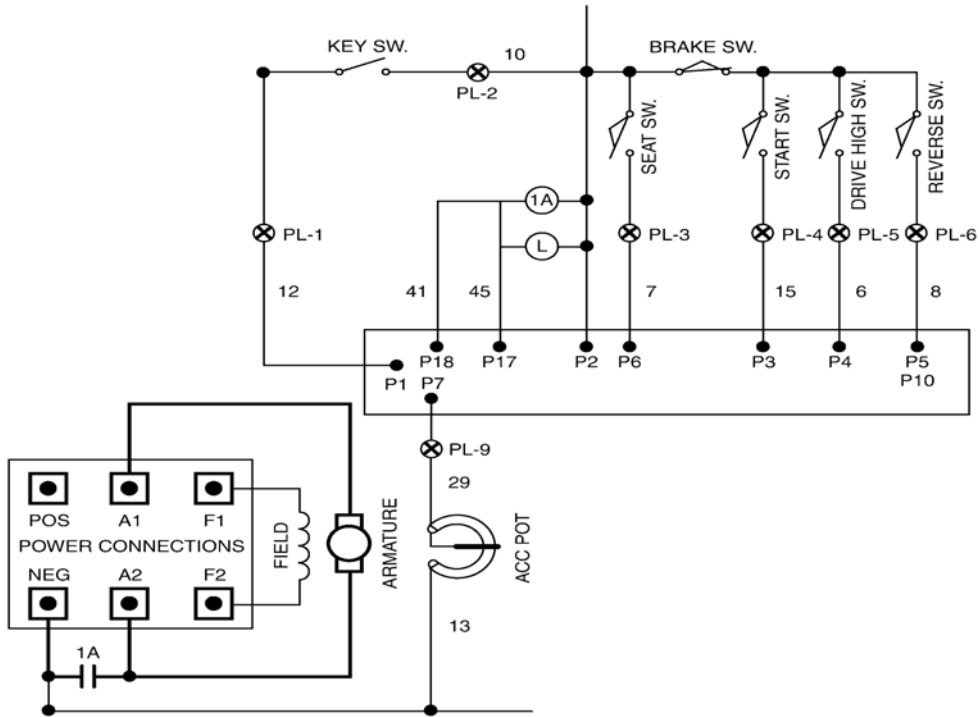 KEY SW.
10
BRAKE SW.
PL-2
SEAT SW.
START SW.
DRIVE HIGH SW.
REVERSE SW.
1A
L
PL-1
PL-3
PL-4
PL-5
PL-6
12
41
45
7
15
6
8
P1
P18
P17
P2
P6
P3
P4
P5
P7
P10
PL-9
29
ACC POT
13
POS
A1
F1
POWER CONNECTIONS
NEG
A2
F2
FIELD
ARMATURE
1A